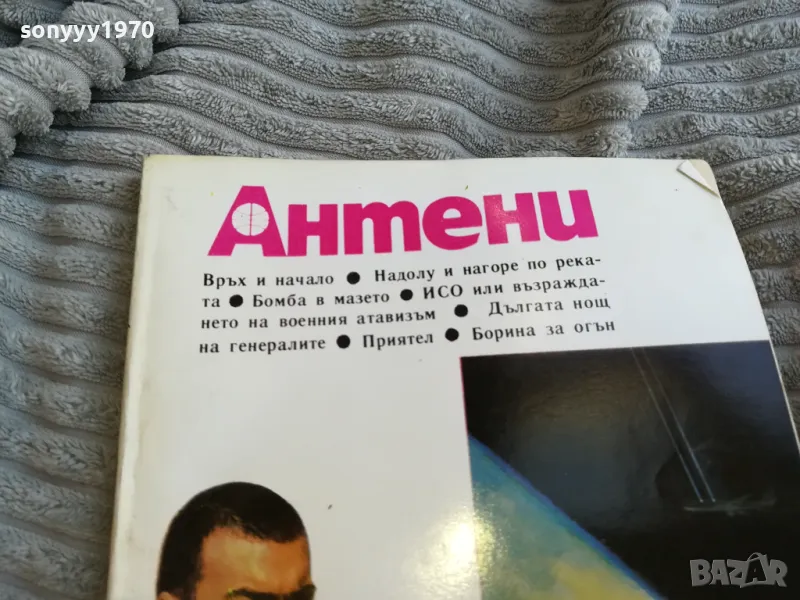 sonyyy1970
Антени
Връх и начало ● Надолу и нагоре по река-
та ● Бомба в мазето ● ИСО или възражда-
нето на военния атавизъм ● Дългата нощ
на генералите ● Приятел ● Борина за огън
BAZAR